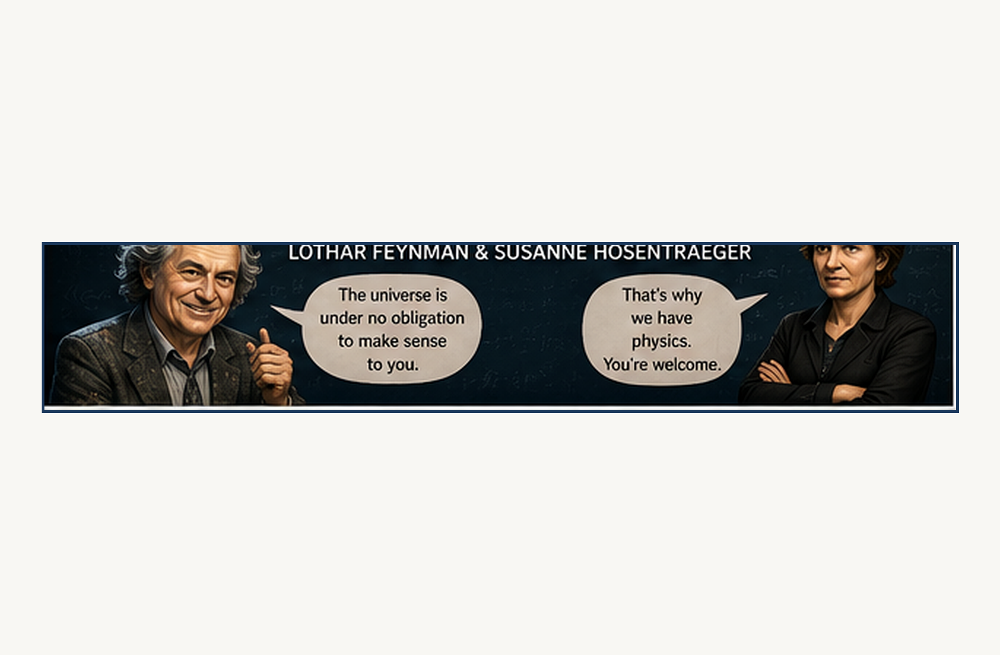 LOTHAR FEYNMAN & SUSANNE HOSENTRAEGER
The universe is
under no obligation
to make sense
to you.
That's why
we have
physics.
You're welcome.